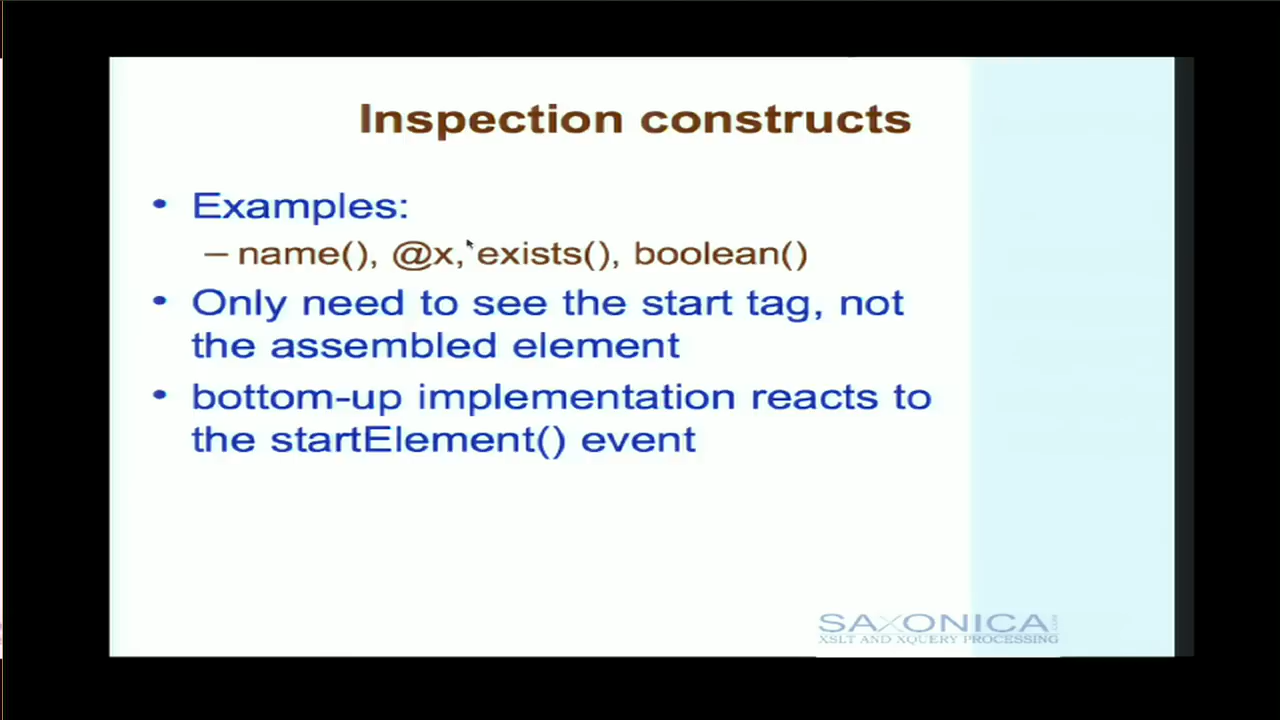 Inspection constructs
• Examples:
– name(), @x, exists(), boolean()
• Only need to see the start tag, not
the assembled element
• bottom-up implementation reacts to
the startElement() event
SAXONICA.COM
XSLT AND XQUERY PROCESSING